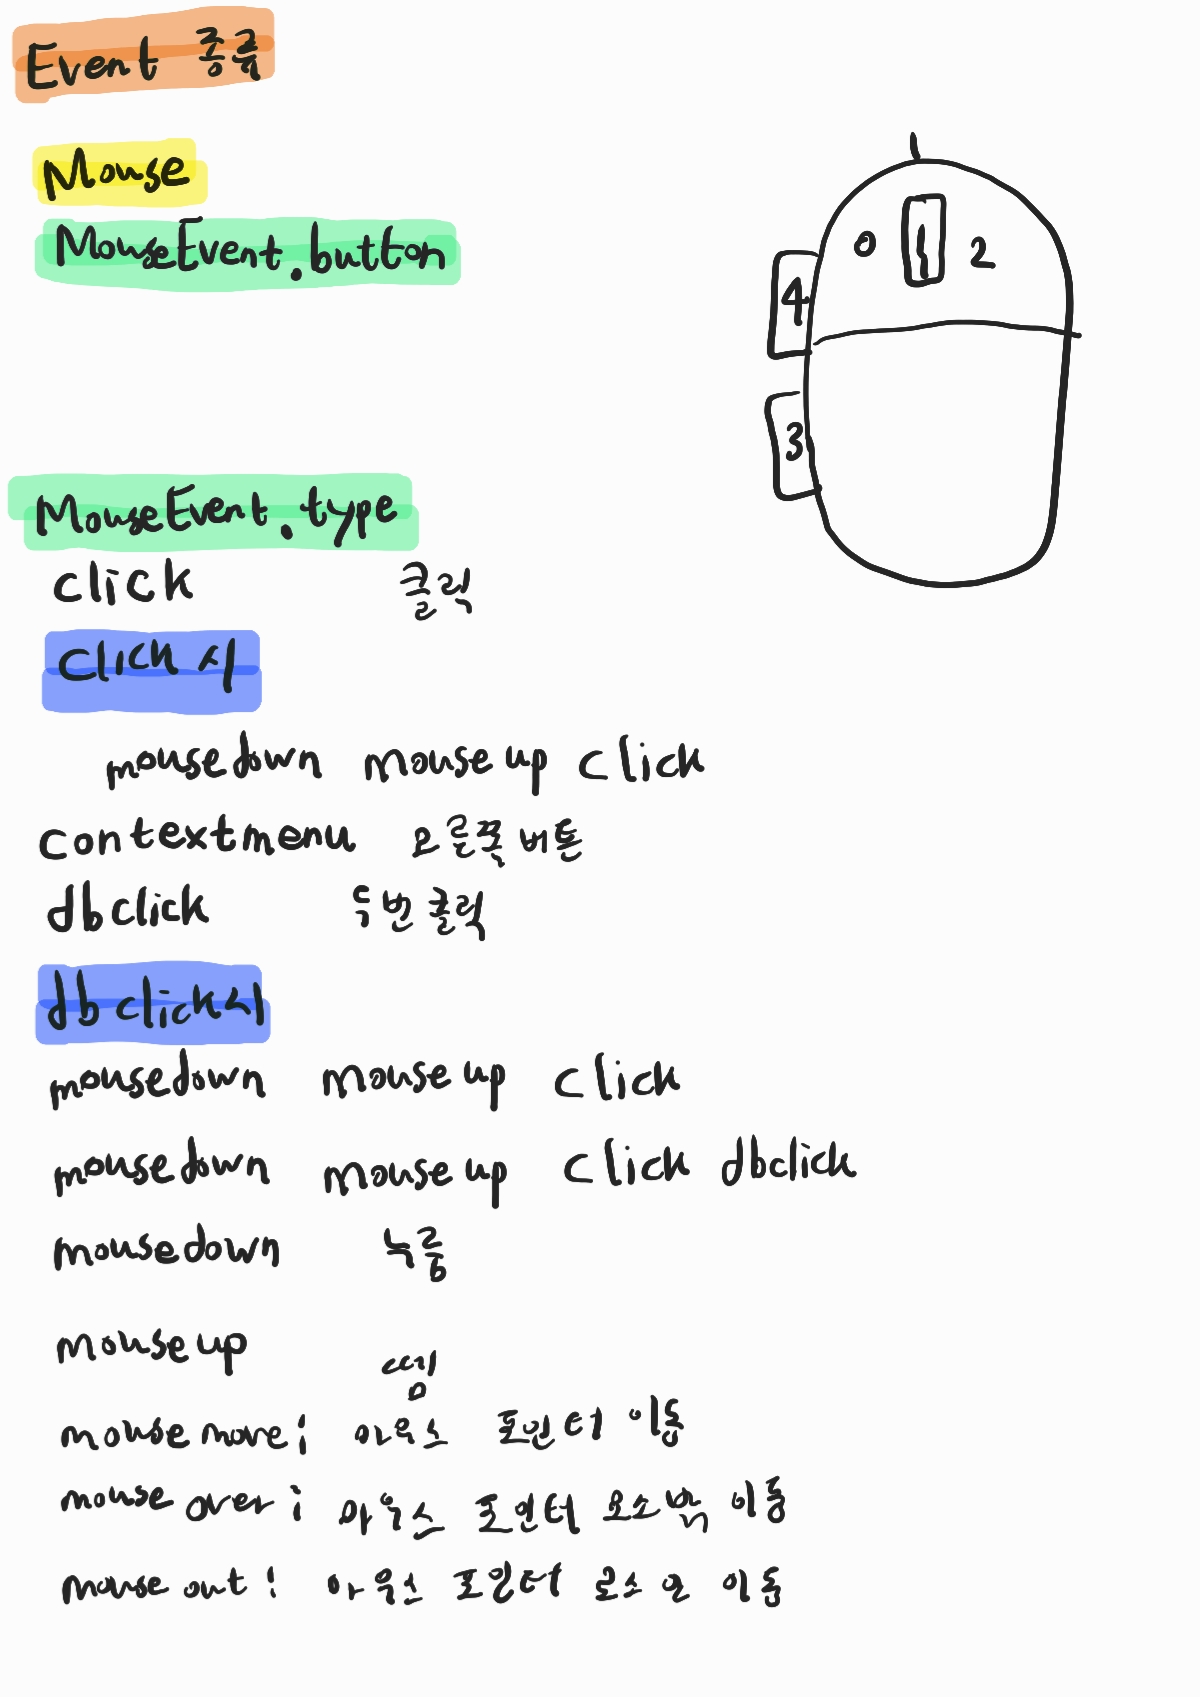 Event 종류
Mouse
MouseEvent.button
0 1 2
4
3
MouseEvent.type
click 클릭
click 시
mousedown mouseup click
contextmenu 오른쪽 버튼
dbclick 두번 클릭
dbclick시
mousedown mouseup click
mousedown mouseup click dbclick
mousedown 누름
mouseup 뗌
mousemove: 마우스 포인터 이동
mouse over: 마우스 포인터 요소밖 이동
mouse out: 마우스 포인터 요소안 이동